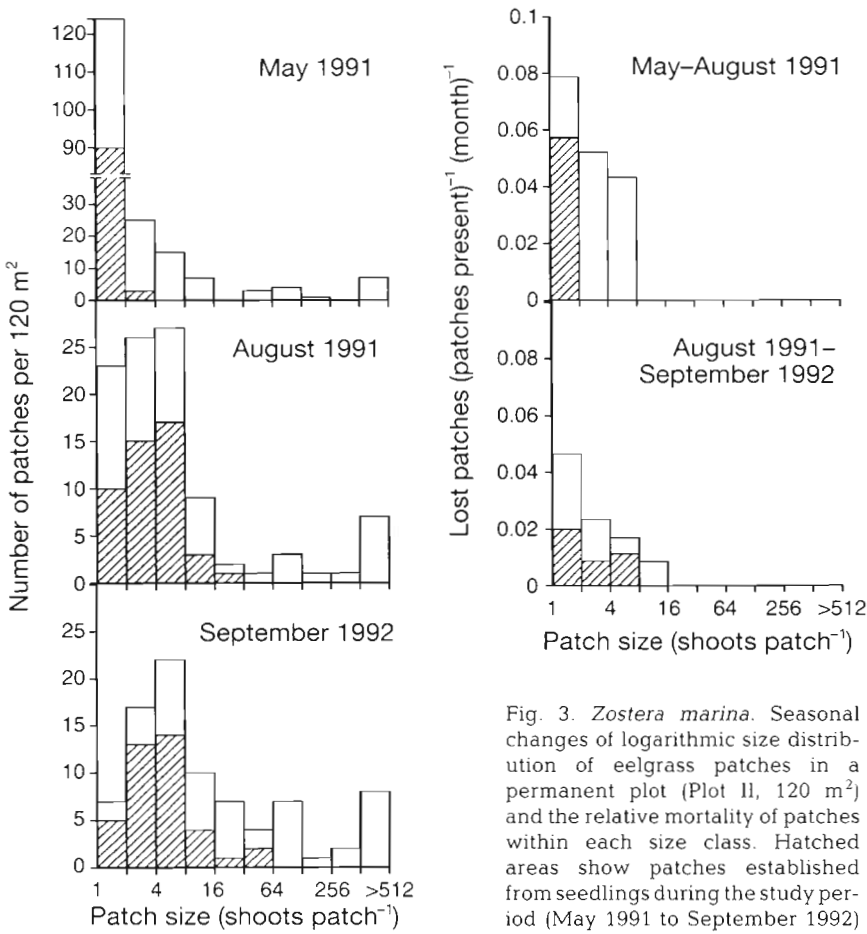 Number of patches per 120 m²
120
110
100
90
30
20
10
0
May 1991
25
20
15
10
5
0
August 1991
25
20
15
10
5
0
September 1992
1 4 16 64 256 >512
Patch size (shoots patch⁻¹)
Lost patches (patches present)⁻¹ (month)⁻¹
0.1
0.08
0.06
0.04
0.02
0
May–August 1991
0.08
0.06
0.04
0.02
0
August 1991–
September 1992
1 4 16 64 256 >512
Patch size (shoots patch⁻¹)
Fig. 3. Zostera marina. Seasonal
changes of logarithmic size distrib-
ution of eelgrass patches in a
permanent plot (Plot II, 120 m²)
and the relative mortality of patches
within each size class. Hatched
areas show patches established
from seedlings during the study per-
iod (May 1991 to September 1992)